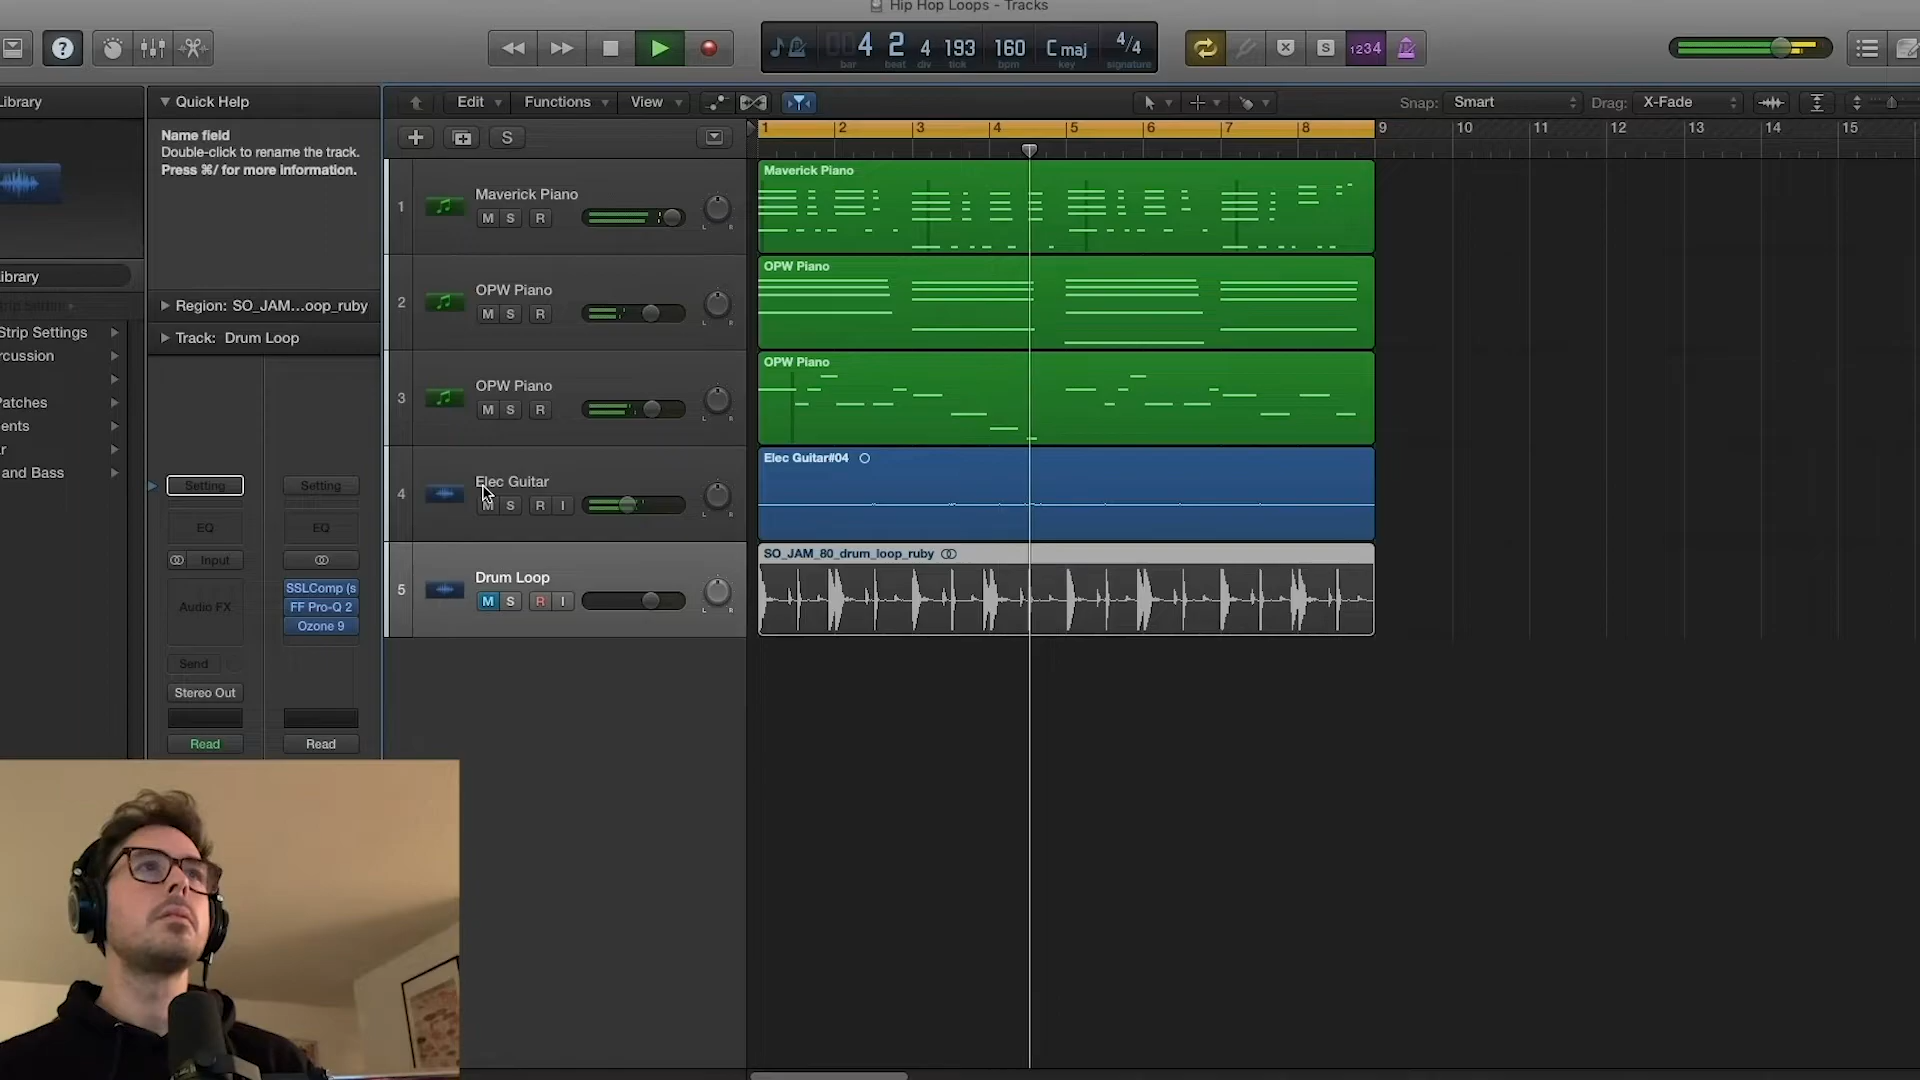 Hip Hop Loops - Tracks
4 2 4 193 160 C maj 4/4
bar beat div tick bpm key signature
S 1234
Library
Quick Help
Edit Functions View
Snap: Smart Drag: X-Fade
Name field
Double-click to rename the track.
Press ⌘/ for more information.
S
1 2 3 4 5 6 7 8 9 10 11 12 13 14 15
Library
Strip Settings
Patches
and Bass
Region: SO_JAM...oop_ruby
Track: Drum Loop
Setting Setting
EQ EQ
Input
Audio FX
SSLComp (s
FF Pro-Q 2
Ozone 9
Send
Stereo Out
Read Read
1 Maverick Piano
M S R
L R
Maverick Piano
2 OPW Piano
M S R
L R
OPW Piano
3 OPW Piano
M S R
L R
OPW Piano
4 Elec Guitar
M S R I
L R
Elec Guitar#04
5 Drum Loop
M S R I
L R
SO_JAM_80_drum_loop_ruby